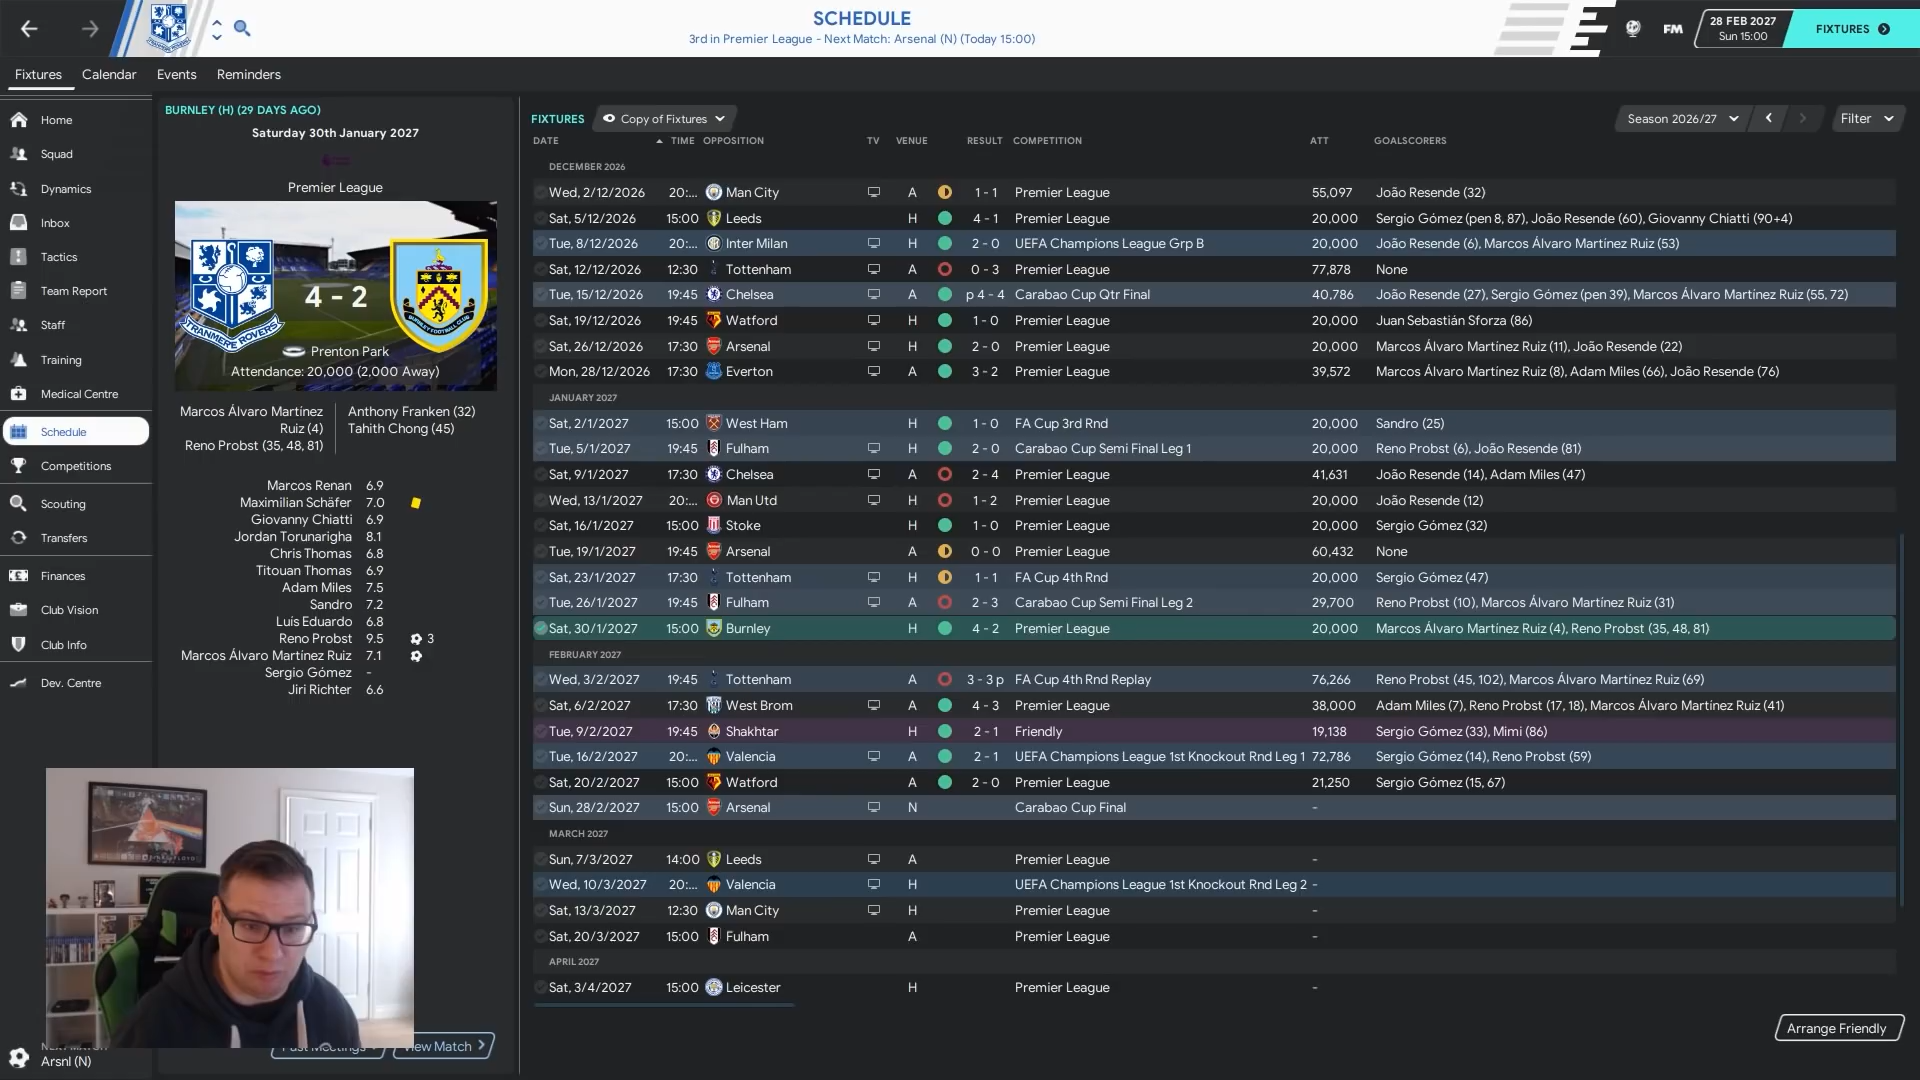 SCHEDULE
3rd in Premier League - Next Match: Arsenal (N) (Today 15:00)
FM
28 FEB 2027
Sun 15:00
FIXTURES
Fixtures Calendar Events Reminders
Home
Squad
Dynamics
Inbox
Tactics
Team Report
Staff
Training
Medical Centre
Schedule
Competitions
Scouting
Transfers
Finances
Club Vision
Club Info
Dev. Centre
Arsnl (N)
BURNLEY (H) (29 DAYS AGO)
Saturday 30th January 2027
Premier League
TRANMERE ROVERS
BURNLEY FOOTBALL CLUB
4 - 2
Prenton Park
Attendance: 20,000 (2,000 Away)
Marcos Álvaro Martínez Ruiz (4)
Reno Probst (35, 48, 81)
Anthony Franken (32)
Tahith Chong (45)
Marcos Renan 6.9
Maximilian Schäfer 7.0
Giovanny Chiatti 6.9
Jordan Torunarigha 8.1
Chris Thomas 6.8
Titouan Thomas 6.9
Adam Miles 7.5
Sandro 7.2
Luís Eduardo 6.8
Reno Probst 9.5 3
Marcos Álvaro Martínez Ruiz 7.1
Sergio Gómez -
Jiri Richter 6.6
Past Meetings
View Match
FIXTURES Copy of Fixtures Season 2026/27 Filter
DATE TIME OPPOSITION TV VENUE RESULT COMPETITION ATT GOALSCORERS
DECEMBER 2026
Wed, 2/12/2026 20:... Man City A 1 - 1 Premier League 55,097 João Resende (32)
Sat, 5/12/2026 15:00 Leeds H 4 - 1 Premier League 20,000 Sergio Gómez (pen 8, 87), João Resende (60), Giovanny Chiatti (90+4)
Tue, 8/12/2026 20:... Inter Milan H 2 - 0 UEFA Champions League Grp B 20,000 João Resende (6), Marcos Álvaro Martínez Ruiz (53)
Sat, 12/12/2026 12:30 Tottenham A 0 - 3 Premier League 77,878 None
Tue, 15/12/2026 19:45 Chelsea A p 4 - 4 Carabao Cup Qtr Final 40,786 João Resende (27), Sergio Gómez (pen 39), Marcos Álvaro Martínez Ruiz (55, 72)
Sat, 19/12/2026 19:45 Watford H 1 - 0 Premier League 20,000 Juan Sebastián Sforza (86)
Sat, 26/12/2026 17:30 Arsenal H 2 - 0 Premier League 20,000 Marcos Álvaro Martínez Ruiz (11), João Resende (22)
Mon, 28/12/2026 17:30 Everton A 3 - 2 Premier League 39,572 Marcos Álvaro Martínez Ruiz (8), Adam Miles (66), João Resende (76)
JANUARY 2027
Sat, 2/1/2027 15:00 West Ham H 1 - 0 FA Cup 3rd Rnd 20,000 Sandro (25)
Tue, 5/1/2027 19:45 Fulham H 2 - 0 Carabao Cup Semi Final Leg 1 20,000 Reno Probst (6), João Resende (81)
Sat, 9/1/2027 17:30 Chelsea A 2 - 4 Premier League 41,631 João Resende (14), Adam Miles (47)
Wed, 13/1/2027 20:... Man Utd H 1 - 2 Premier League 20,000 João Resende (12)
Sat, 16/1/2027 15:00 Stoke H 1 - 0 Premier League 20,000 Sergio Gómez (32)
Tue, 19/1/2027 19:45 Arsenal A 0 - 0 Premier League 60,432 None
Sat, 23/1/2027 17:30 Tottenham H 1 - 1 FA Cup 4th Rnd 20,000 Sergio Gómez (47)
Tue, 26/1/2027 19:45 Fulham A 2 - 3 Carabao Cup Semi Final Leg 2 29,700 Reno Probst (10), Marcos Álvaro Martínez Ruiz (31)
Sat, 30/1/2027 15:00 Burnley H 4 - 2 Premier League 20,000 Marcos Álvaro Martínez Ruiz (4), Reno Probst (35, 48, 81)
FEBRUARY 2027
Wed, 3/2/2027 19:45 Tottenham A 3 - 3 p FA Cup 4th Rnd Replay 76,266 Reno Probst (45, 102), Marcos Álvaro Martínez Ruiz (69)
Sat, 6/2/2027 17:30 West Brom A 4 - 3 Premier League 38,000 Adam Miles (7), Reno Probst (17, 18), Marcos Álvaro Martínez Ruiz (41)
Tue, 9/2/2027 19:45 Shakhtar H 2 - 1 Friendly 19,138 Sergio Gómez (33), Mimi (86)
Tue, 16/2/2027 20:... Valencia A 2 - 1 UEFA Champions League 1st Knockout Rnd Leg 1 72,786 Sergio Gómez (14), Reno Probst (59)
Sat, 20/2/2027 15:00 Watford A 2 - 0 Premier League 21,250 Sergio Gómez (15, 67)
Sun, 28/2/2027 15:00 Arsenal N Carabao Cup Final -
MARCH 2027
Sun, 7/3/2027 14:00 Leeds A Premier League -
Wed, 10/3/2027 20:... Valencia H UEFA Champions League 1st Knockout Rnd Leg 2 -
Sat, 13/3/2027 12:30 Man City H Premier League -
Sat, 20/3/2027 15:00 Fulham A Premier League -
APRIL 2027
Sat, 3/4/2027 15:00 Leicester H Premier League -
Arrange Friendly